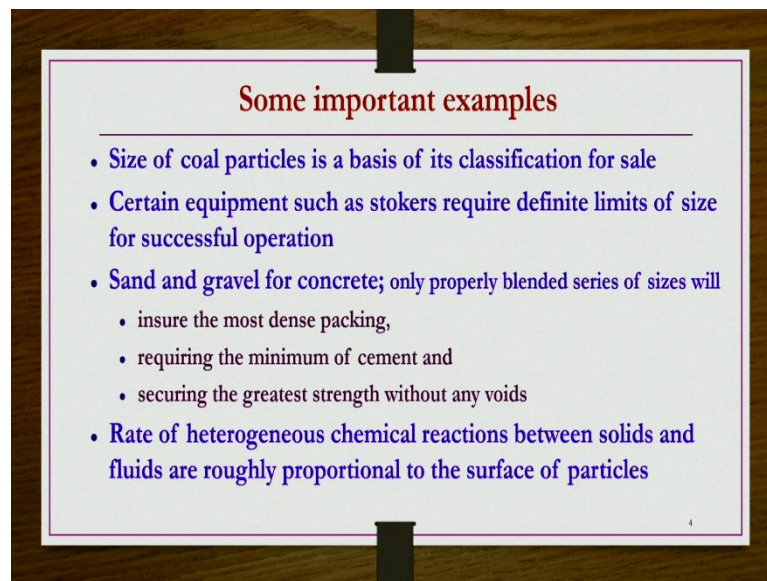 Some important examples
• Size of coal particles is a basis of its classification for sale
• Certain equipment such as stokers require definite limits of size
for successful operation
• Sand and gravel for concrete; only properly blended series of sizes will
• insure the most dense packing,
• requiring the minimum of cement and
• securing the greatest strength without any voids
• Rate of heterogeneous chemical reactions between solids and
fluids are roughly proportional to the surface of particles
4